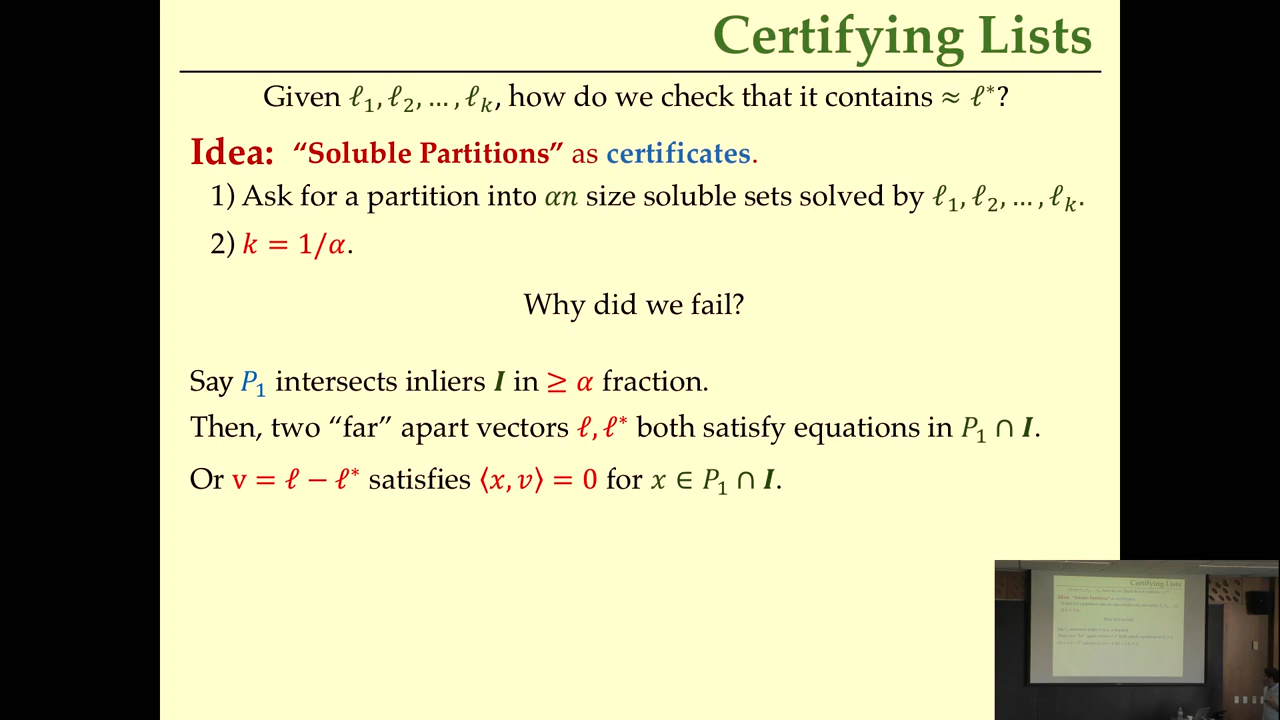 Certifying Lists
Given ℓ₁, ℓ₂, … , ℓₖ, how do we check that it contains ≈ ℓ*?
Idea: “Soluble Partitions” as certificates.
1) Ask for a partition into αn size soluble sets solved by ℓ₁, ℓ₂, … , ℓₖ.
2) k = 1/α.
Why did we fail?
Say P₁ intersects inliers I in ≥ α fraction.
Then, two “far” apart vectors ℓ, ℓ* both satisfy equations in P₁ ∩ I.
Or v = ℓ − ℓ* satisfies ⟨x, v⟩ = 0 for x ∈ P₁ ∩ I.
Certifying Lists